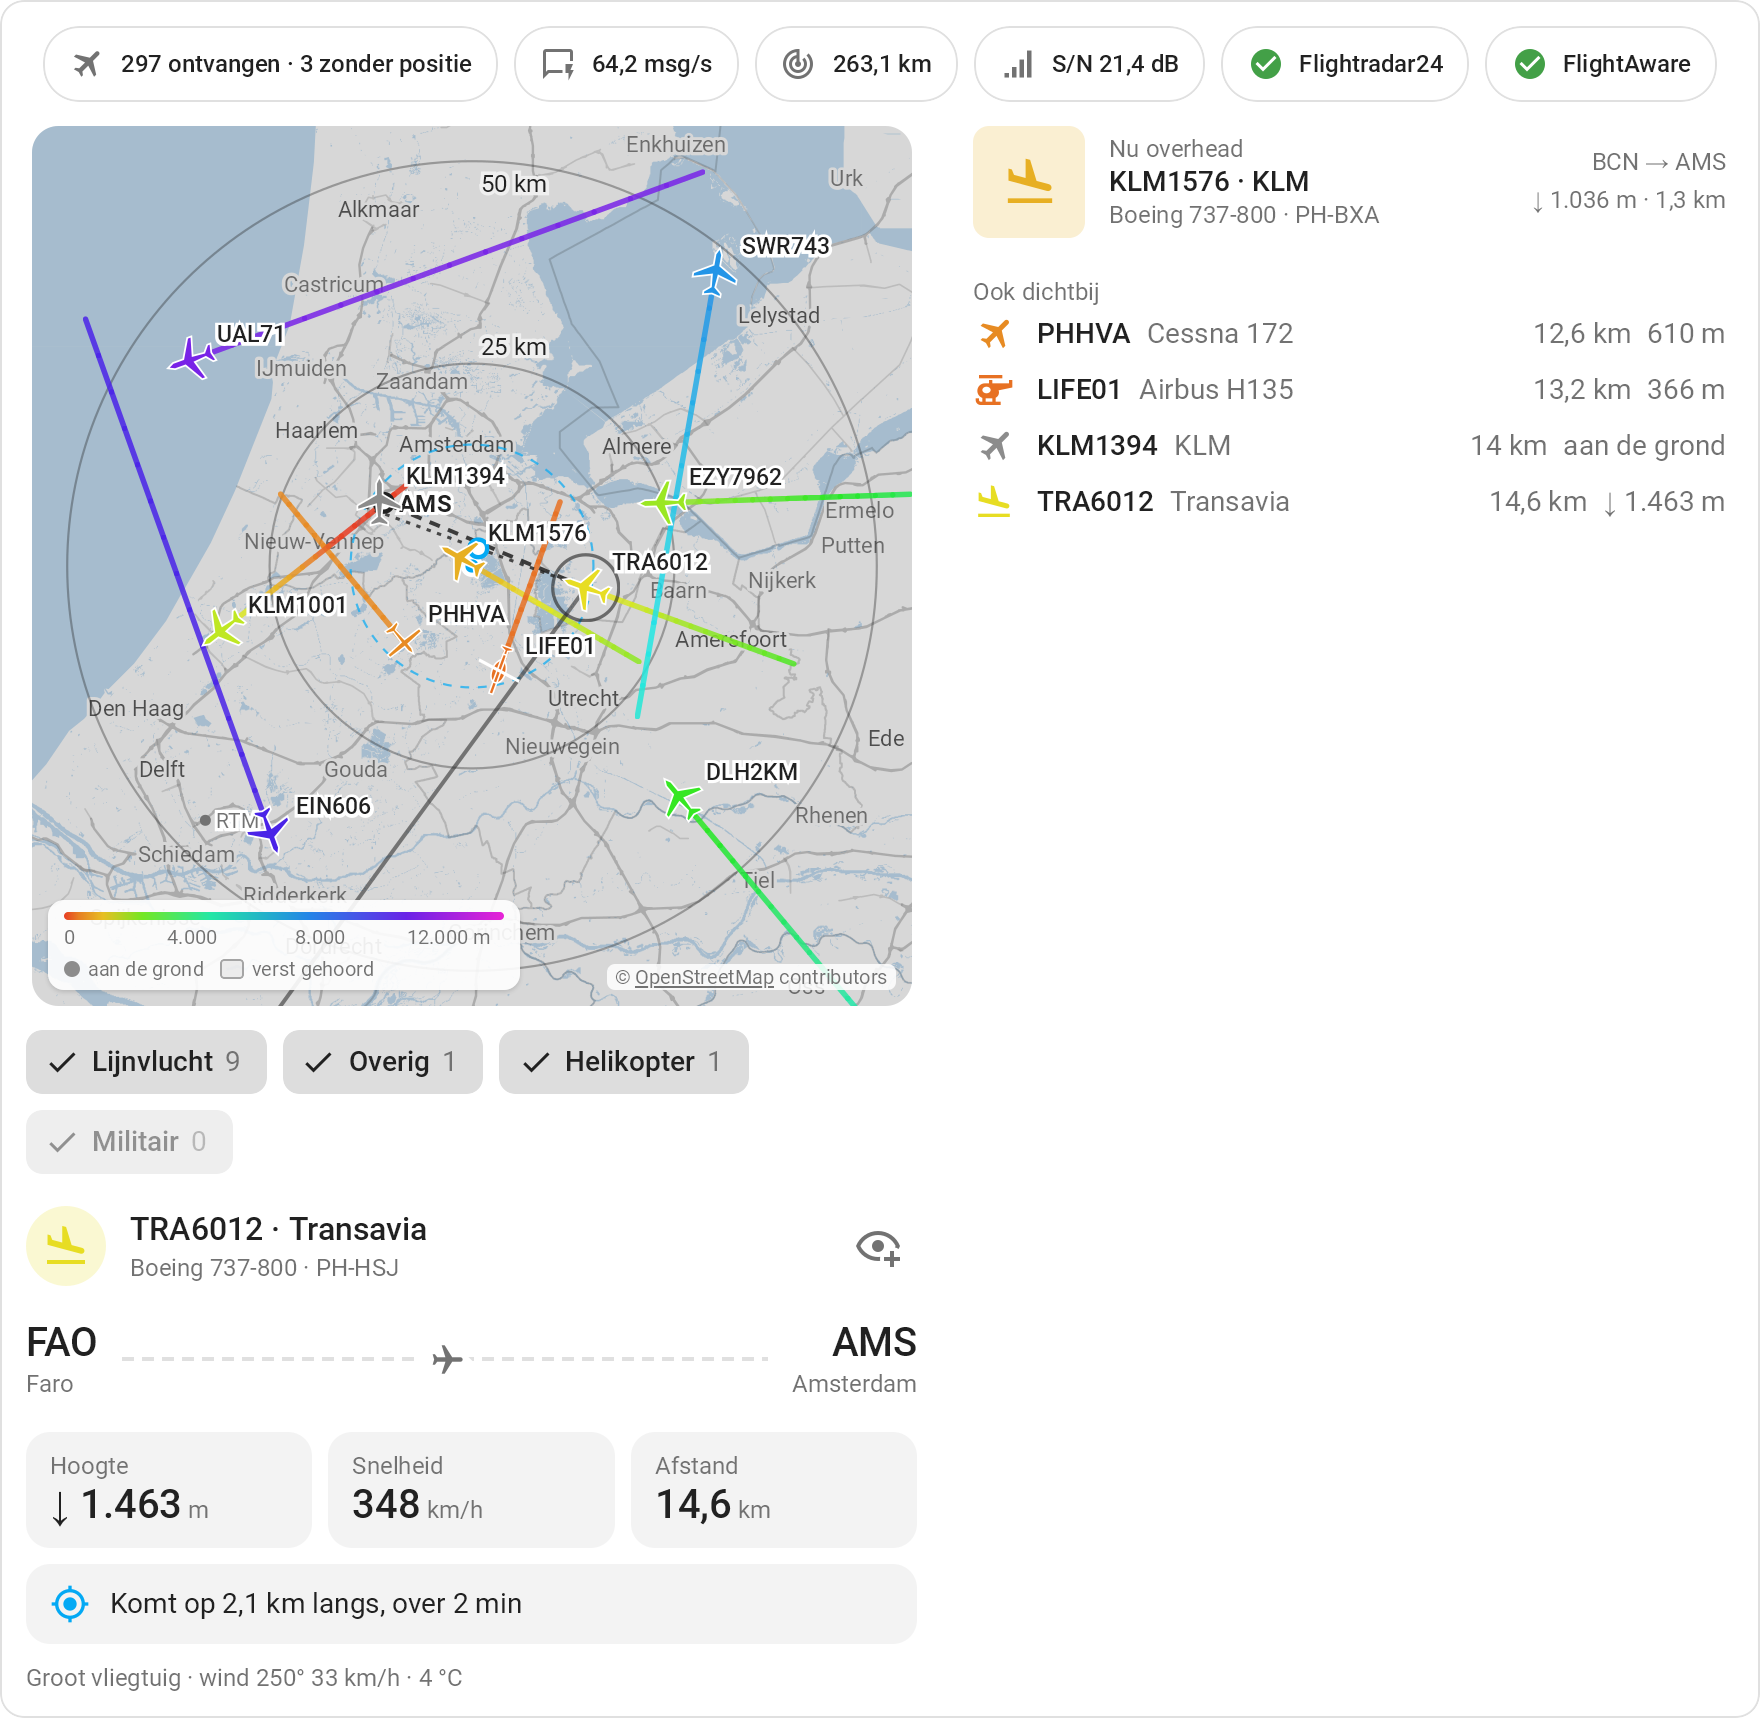 297 ontvangen · 3 zonder positie
64,2 msg/s
263,1 km
S/N 21,4 dB
Flightradar24
FlightAware
Enkhuizen
50 km
Urk
Alkmaar
SWR743
Castricum
Lelystad
UAL71
25 km
IJmuiden
Zaandam
Haarlem
Amsterdam
Almere
KLM1394
EZY7962
AMS
Ermelo
KLM1576
Nieuw-Vennep
Putten
TRA6012
Nijkerk
Baarn
KLM1001
PHHVA
LIFE01
Amersfoort
Utrecht
Den Haag
Nieuwegein
Ede
Delft
Gouda
DLH2KM
EIN606
RTM
Rhenen
Schiedam
Tiel
Ridderkerk
Dordrecht
0 4.000 8.000 12.000 m
aan de grond verst gehoord
© OpenStreetMap contributors
Oss
Nu overhead
KLM1576 · KLM
Boeing 737-800 · PH-BXA
BCN → AMS
↓ 1.036 m · 1,3 km
Ook dichtbij
PHHVA Cessna 172 12,6 km 610 m
LIFE01 Airbus H135 13,2 km 366 m
KLM1394 KLM 14 km aan de grond
TRA6012 Transavia 14,6 km ↓ 1.463 m
Lijnvlucht 9
Overig 1
Helikopter 1
Militair 0
TRA6012 · Transavia
Boeing 737-800 · PH-HSJ
FAO
Faro
AMS
Amsterdam
Hoogte
↓ 1.463 m
Snelheid
348 km/h
Afstand
14,6 km
Komt op 2,1 km langs, over 2 min
Groot vliegtuig · wind 250° 33 km/h · 4 °C